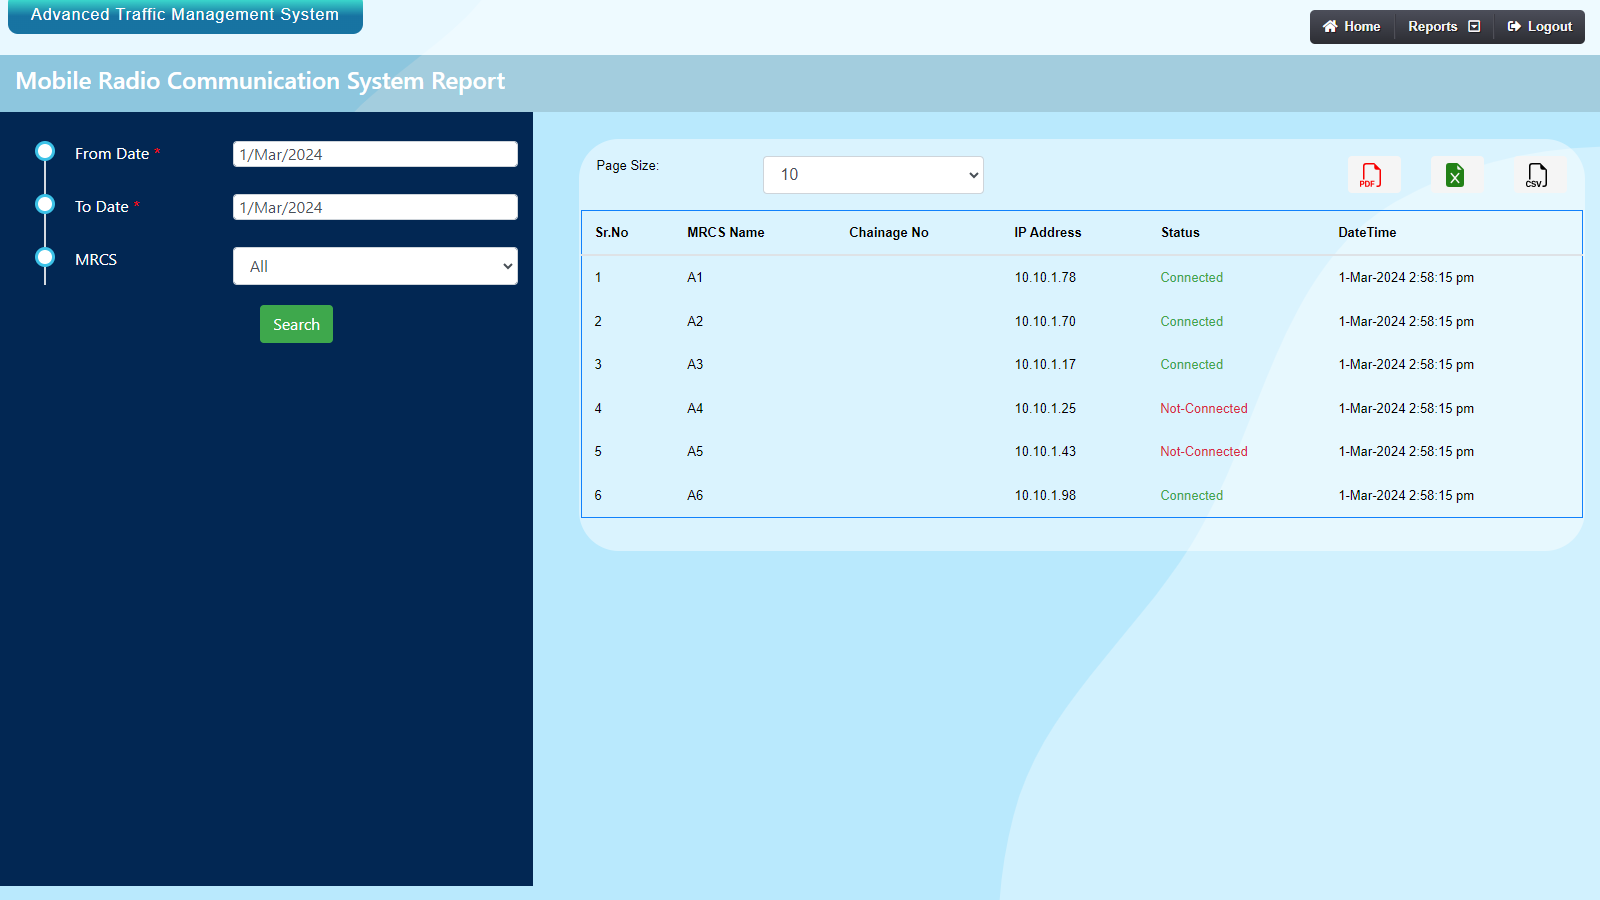 Advanced Traffic Management System
Home Reports Logout
Mobile Radio Communication System Report
From Date * 1/Mar/2024
To Date * 1/Mar/2024
MRCS All
Search
Page Size: 10 PDF X CSV
Sr.No MRCS Name Chainage No IP Address Status DateTime
1 A1 10.10.1.78 Connected 1-Mar-2024 2:58:15 pm
2 A2 10.10.1.70 Connected 1-Mar-2024 2:58:15 pm
3 A3 10.10.1.17 Connected 1-Mar-2024 2:58:15 pm
4 A4 10.10.1.25 Not-Connected 1-Mar-2024 2:58:15 pm
5 A5 10.10.1.43 Not-Connected 1-Mar-2024 2:58:15 pm
6 A6 10.10.1.98 Connected 1-Mar-2024 2:58:15 pm